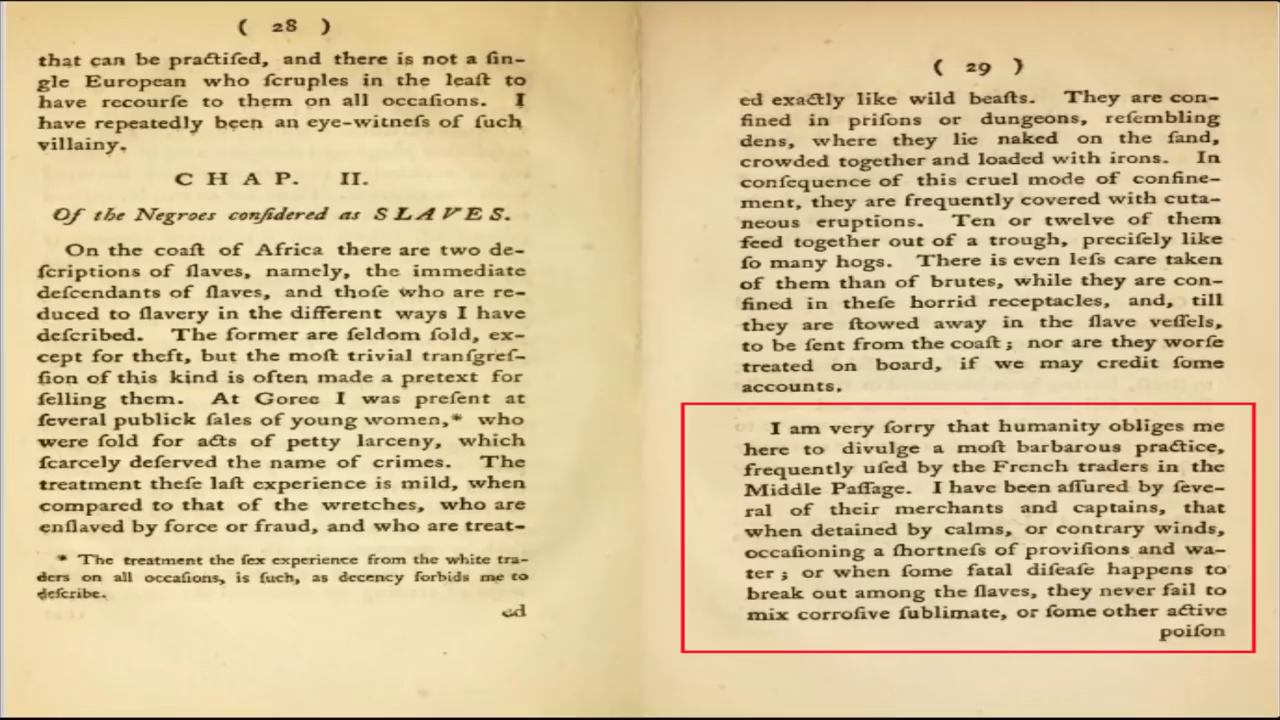 ( 28 )
that can be practiſed, and there is not a ſin-
gle European who ſcruples in the leaſt to
have recourſe to them on all occaſions. I
have repeatedly been an eye-witneſs of ſuch
villainy.
CHAP. II.
Of the Negroes conſidered as SLAVES.
On the coaſt of Africa there are two de-
ſcriptions of ſlaves, namely, the immediate
deſcendants of ſlaves, and thoſe who are re-
duced to ſlavery in the different ways I have
deſcribed. The former are ſeldom ſold, ex-
cept for theft, but the moſt trivial tranſgreſ-
ſion of this kind is often made a pretext for
ſelling them. At Goree I was preſent at
ſeveral publick ſales of young women,* who
were ſold for acts of petty larceny, which
ſcarcely deſerved the name of crimes. The
treatment theſe laſt experience is mild, when
compared to that of the wretches, who are
enſlaved by force or fraud, and who are treat-
* The treatment the ſex experience from the white tra-
ders on all occaſions, is ſuch, as decency forbids me to
deſcribe.
ed
( 29 )
ed exactly like wild beaſts. They are con-
fined in priſons or dungeons, reſembling
dens, where they lie naked on the ſand,
crowded together and loaded with irons. In
conſequence of this cruel mode of confine-
ment, they are frequently covered with cuta-
neous eruptions. Ten or twelve of them
feed together out of a trough, preciſely like
ſo many hogs. There is even leſs care taken
of them than of brutes, while they are con-
fined in theſe horrid receptacles, and, till
they are ſtowed away in the ſlave veſſels,
to be ſent from the coaſt; nor are they worſe
treated on board, if we may credit ſome
accounts.
I am very ſorry that humanity obliges me
here to divulge a moſt barbarous practice,
frequently uſed by the French traders in the
Middle Paſſage. I have been aſſured by ſeve-
ral of their merchants and captains, that
when detained by calms, or contrary winds,
occaſioning a ſhortneſs of proviſions and wa-
ter; or when ſome fatal diſeaſe happens to
break out among the ſlaves, they never fail to
mix corroſive ſublimate, or ſome other active
poiſon